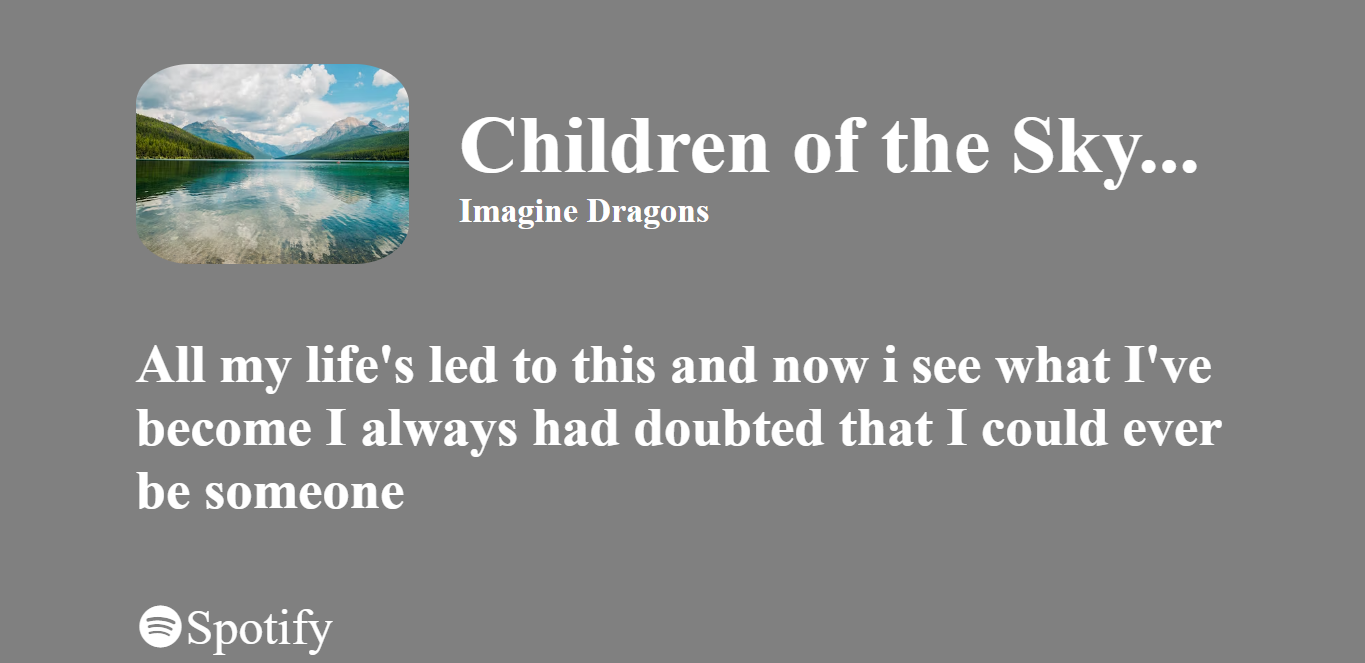 Children of the Sky...
Imagine Dragons
All my life's led to this and now i see what I've
become I always had doubted that I could ever
be someone
Spotify